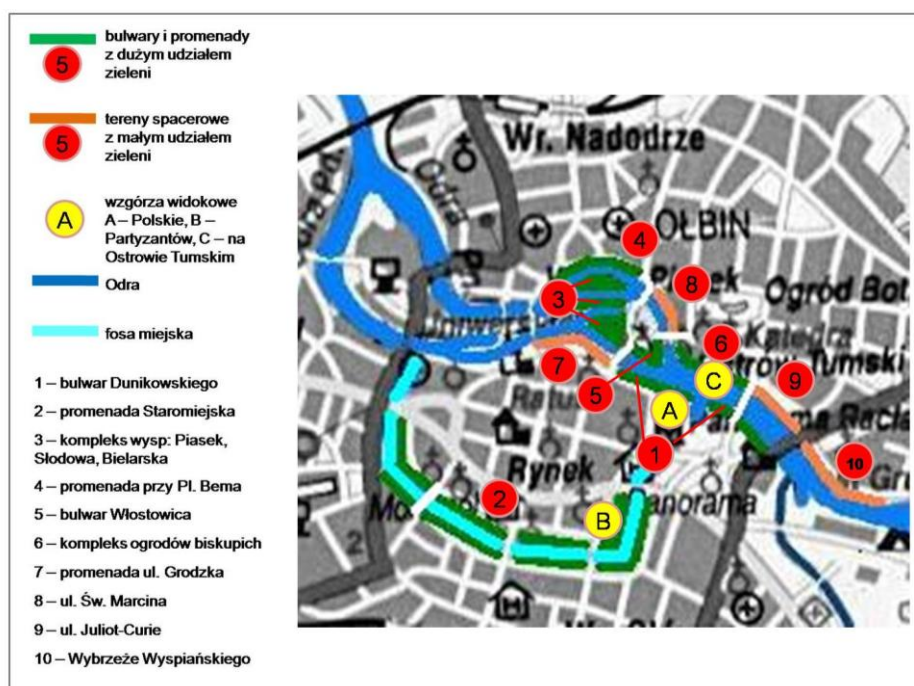 bulwary i promenady
z dużym udziałem
zieleni
5
tereny spacerowe
z małym udziałem
zieleni
5
wzgórza widokowe
A – Polskie, B –
Partyzantów, C – na
Ostrowie Tumskim
A
Odra
fosa miejska
1 – bulwar Dunikowskiego
2 – promenada Staromiejska
3 – kompleks wysp: Piasek,
Słodowa, Bielarska
4 – promenada przy Pl. Bema
5 – bulwar Włostowica
6 – kompleks ogrodów biskupich
7 – promenada ul. Grodzka
8 – ul. Św. Marcina
9 – ul. Juliot-Curie
10 – Wybrzeże Wyspiańskiego
Wr. Nadodrze
Odra
4
OŁBIN
8
3
Ogród Bot
Katedra
6
7
Tumski
5
C
9
A
1
10
Rynek
2
Panorama
B
2